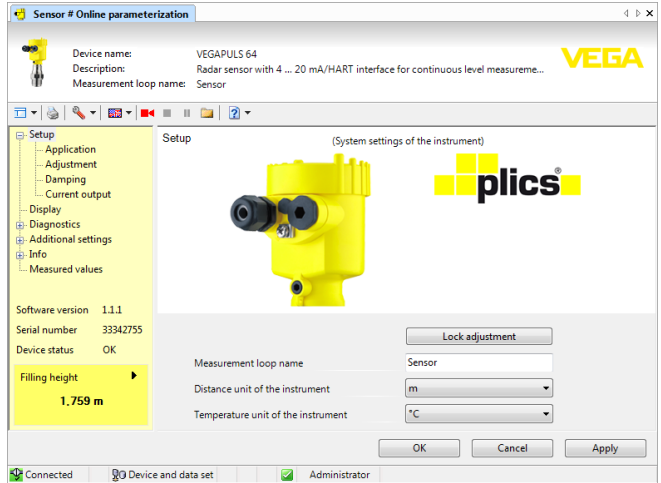 Sensor # Online parameterization
Device name: VEGAPULS 64
Description: Radar sensor with 4 ... 20 mA/HART interface for continuous level measureme...
Measurement loop name: Sensor
VEGA
Setup
Application
Adjustment
Damping
Current output
Display
Diagnostics
Additional settings
Info
Measured values
Software version 1.1.1
Serial number 33342755
Device status OK
Filling height
1,759 m
Setup (System settings of the instrument)
plics®
Lock adjustment
Measurement loop name Sensor
Distance unit of the instrument m
Temperature unit of the instrument °C
OK Cancel Apply
Connected Device and data set Administrator